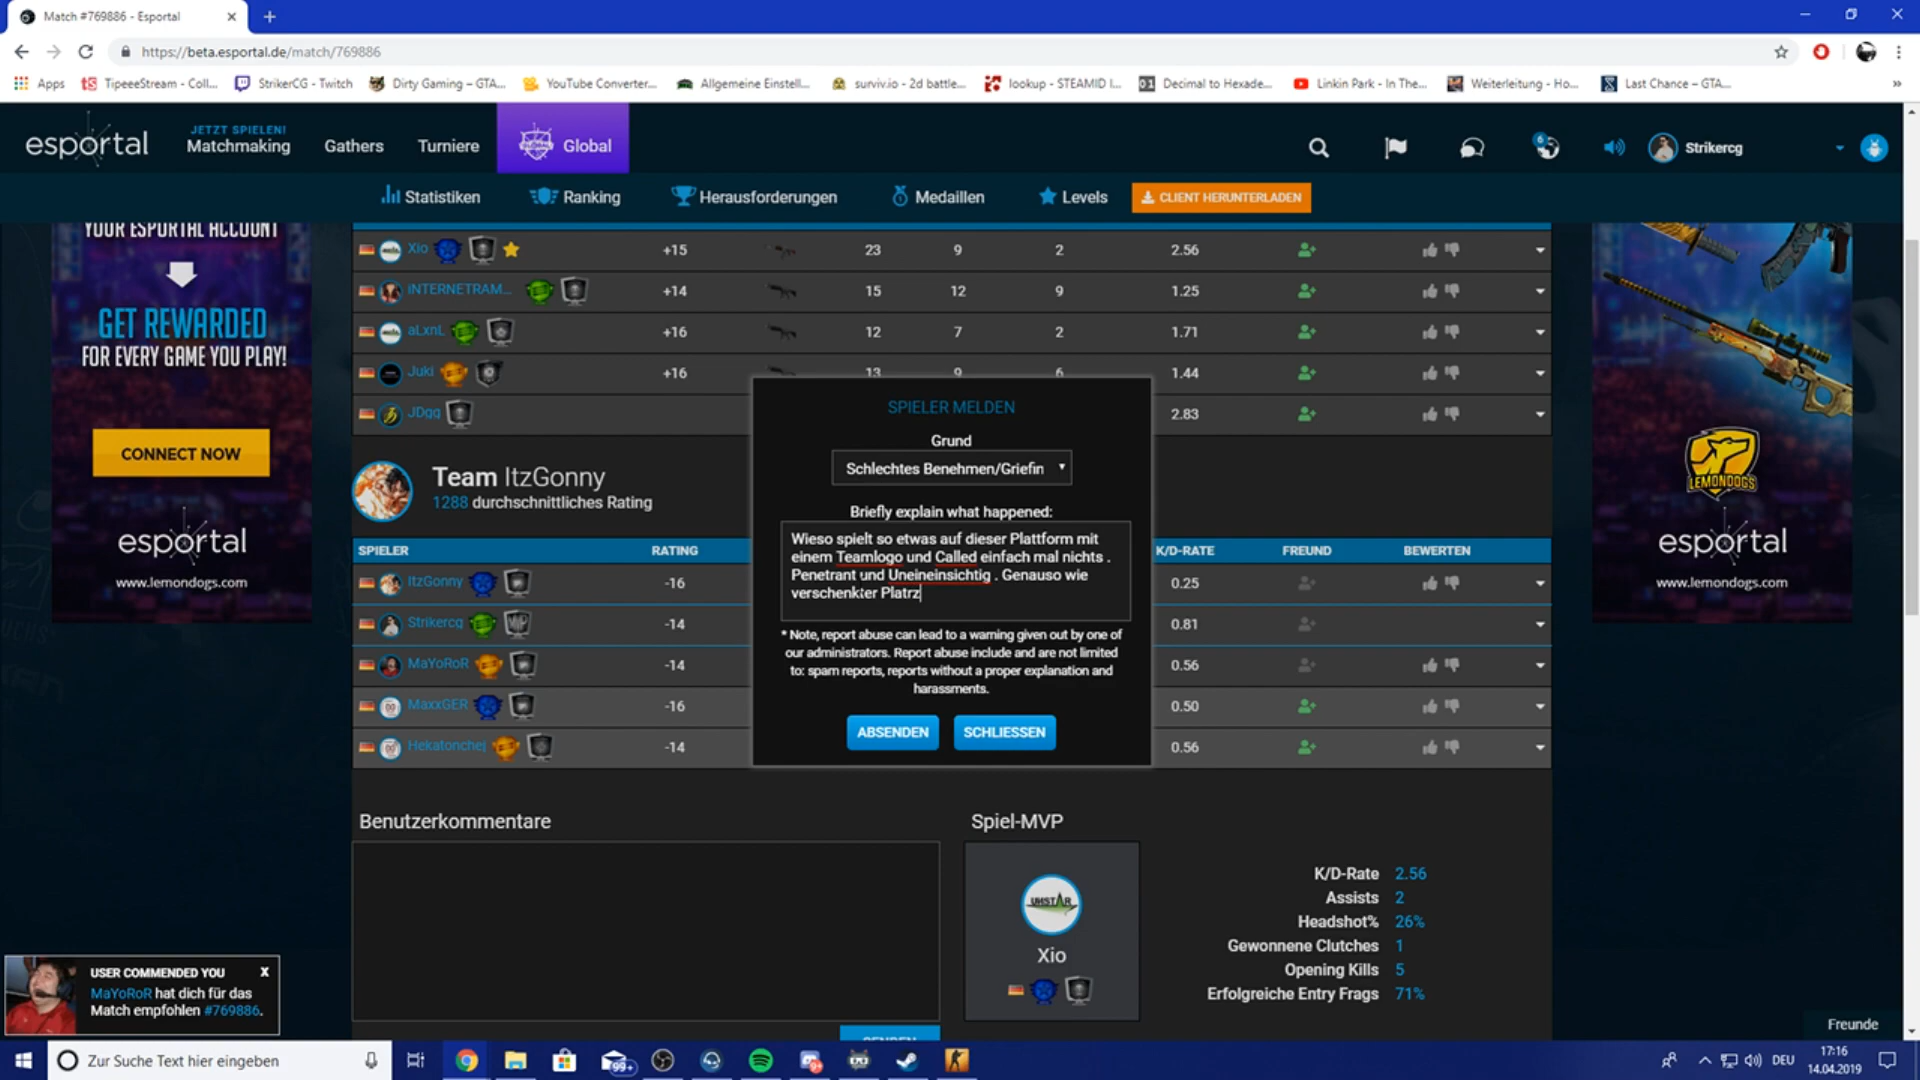 Match #769886 - Esportal
https://beta.esportal.de/match/769886
Apps TipeeeStream - Coll... StrikerCG - Twitch Dirty Gaming – GTA... YouTube Converter... Allgemeine Einstell... surviv.io - 2d battle... lookup - STEAMID I... Decimal to Hexade... Linkin Park - In The... Weiterleitung - Ho... Last Chance – GTA...
esportal
JETZT SPIELEN!
Matchmaking Gathers Turniere Global 6 Strikercg
Statistiken Ranking Herausforderungen Medaillen Levels CLIENT HERUNTERLADEN
YOUR ESPORTAL ACCOUNT
GET REWARDED
FOR EVERY GAME YOU PLAY!
CONNECT NOW
esportal
www.lemondogs.com
Xio +15 23 9 2 2.56
iNTERNETRAM... +14 15 12 9 1.25
aLxnL +16 12 7 2 1.71
Juki +16 13 9 6 1.44
JDgg 2.83
Team ItzGonny
1288 durchschnittliches Rating
SPIELER RATING K/D-RATE FREUND BEWERTEN
ItzGonny -16 0.25
Strikercg -14 0.81
MaYoRoR -14 0.56
MaxxGER -16 0.50
Hekatonchej -14 0.56
SPIELER MELDEN
Grund
Schlechtes Benehmen/Griefin
Briefly explain what happened:
Wieso spielt so etwas auf dieser Plattform mit
einem Teamlogo und Called einfach mal nichts .
Penetrant und Uneineinsichtig . Genauso wie
verschenkter Platrz
* Note, report abuse can lead to a warning given out by one of
our administrators. Report abuse include and are not limited
to: spam reports, reports without a proper explanation and
harassments.
ABSENDEN SCHLIESSEN
LEMONDOGS
esportal
www.lemondogs.com
Benutzerkommentare
SENDEN
Spiel-MVP
UNSTAR
Xio
K/D-Rate 2.56
Assists 2
Headshot% 26%
Gewonnene Clutches 1
Opening Kills 5
Erfolgreiche Entry Frags 71%
USER COMMENDED YOU X
MaYoRoR hat dich für das
Match empfohlen #769886.
Freunde
Zur Suche Text hier eingeben
99+
DEU
17:16
14.04.2019